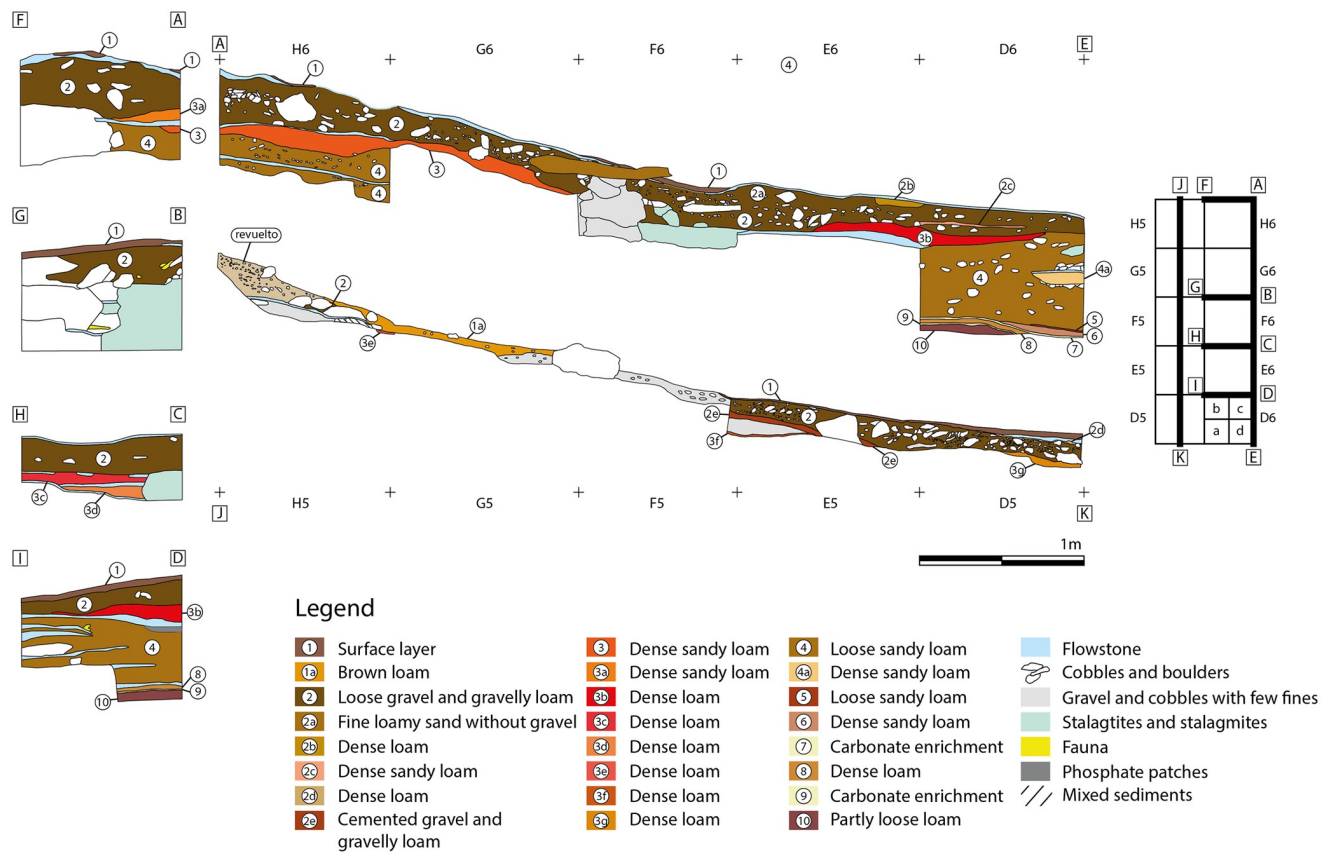 F A
A H6 G6 F6 E6 D6 E
1
1
2
3a
3
4
1
2
3
4
4
4
1
2a
2
2b
2c
3b
4
4a
5
6
7
8
9
10
G B
1
2
revuelto
2
3e
1a
1
2e
2
3f
2e
2d
3g
H C
2
3c
3d
J H5 G5 F5 E5 D5 K
1m
I D
1
2
3b
4
8
9
10
J F A
H5 H6
G5 G6
G B
F5 F6
H C
E5 E6
I D
D5 b c D6
a d
K E
Legend
1 Surface layer
1a Brown loam
2 Loose gravel and gravelly loam
2a Fine loamy sand without gravel
2b Dense loam
2c Dense sandy loam
2d Dense loam
2e Cemented gravel and
gravelly loam
3 Dense sandy loam
3a Dense sandy loam
3b Dense loam
3c Dense loam
3d Dense loam
3e Dense loam
3f Dense loam
3g Dense loam
4 Loose sandy loam
4a Dense sandy loam
5 Loose sandy loam
6 Dense sandy loam
7 Carbonate enrichment
8 Dense loam
9 Carbonate enrichment
10 Partly loose loam
Flowstone
Cobbles and boulders
Gravel and cobbles with few fines
Stalagtites and stalagmites
Fauna
Phosphate patches
Mixed sediments